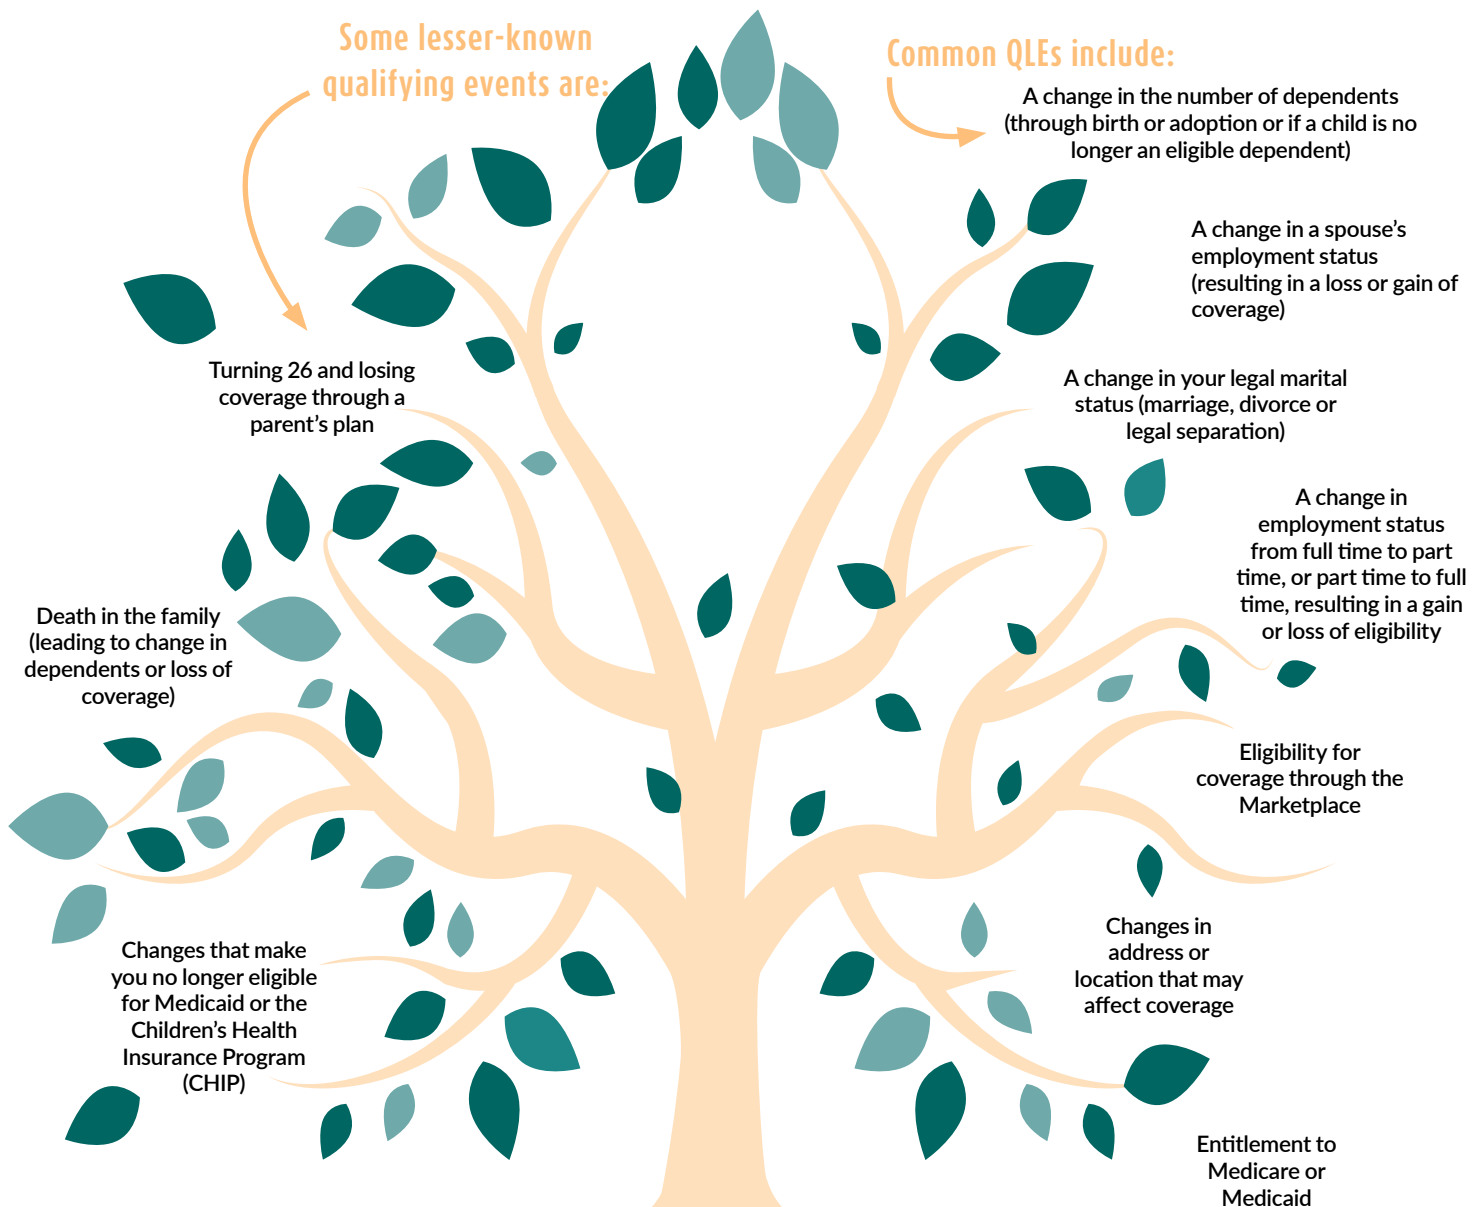 Some lesser-known
qualifying events are:
Turning 26 and losing
coverage through a
parent’s plan
Death in the family
(leading to change in
dependents or loss of
coverage)
Changes that make
you no longer eligible
for Medicaid or the
Children’s Health
Insurance Program
(CHIP)
Common QLEs include:
A change in the number of dependents
(through birth or adoption or if a child is no
longer an eligible dependent)
A change in a spouse’s
employment status
(resulting in a loss or gain of
coverage)
A change in your legal marital
status (marriage, divorce or
legal separation)
A change in
employment status
from full time to part
time, or part time to full
time, resulting in a gain
or loss of eligibility
Eligibility for
coverage through the
Marketplace
Changes in
address or
location that may
affect coverage
Entitlement to
Medicare or
Medicaid